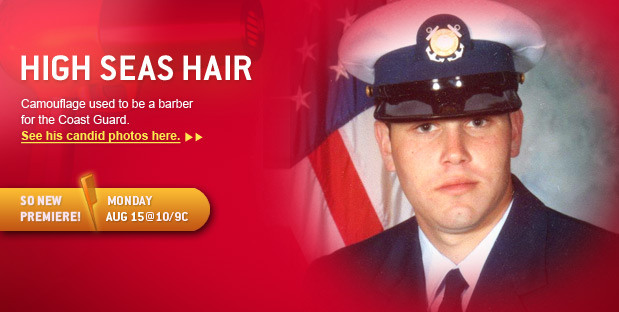 HIGH SEAS HAIR
Camouflage used to be a barber
for the Coast Guard.
See his candid photos here.
SO NEW
PREMIERE!
MONDAY
AUG 15@10/9C